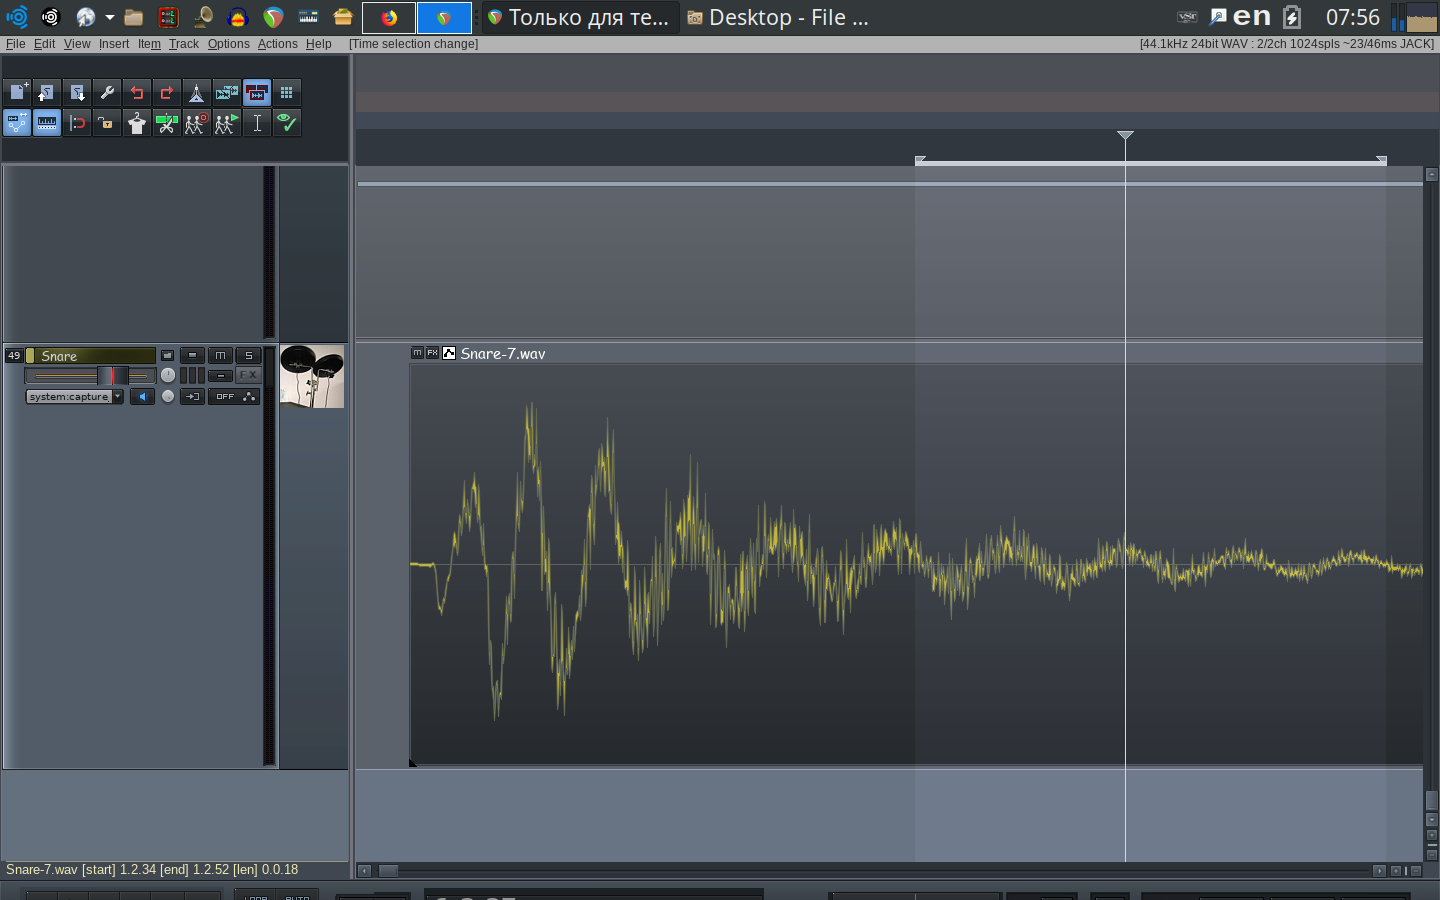 Только для те...
Desktop - File ...
en
07:56
File Edit View Insert Item Track Options Actions Help [Time selection change]
[44.1kHz 24bit WAV : 2/2ch 1024spls ~23/46ms JACK]
49 Snare M S
FX
system:capture_ OFF
M FX Snare-7.wav
Snare-7.wav [start] 1.2.34 [end] 1.2.52 [len] 0.0.18